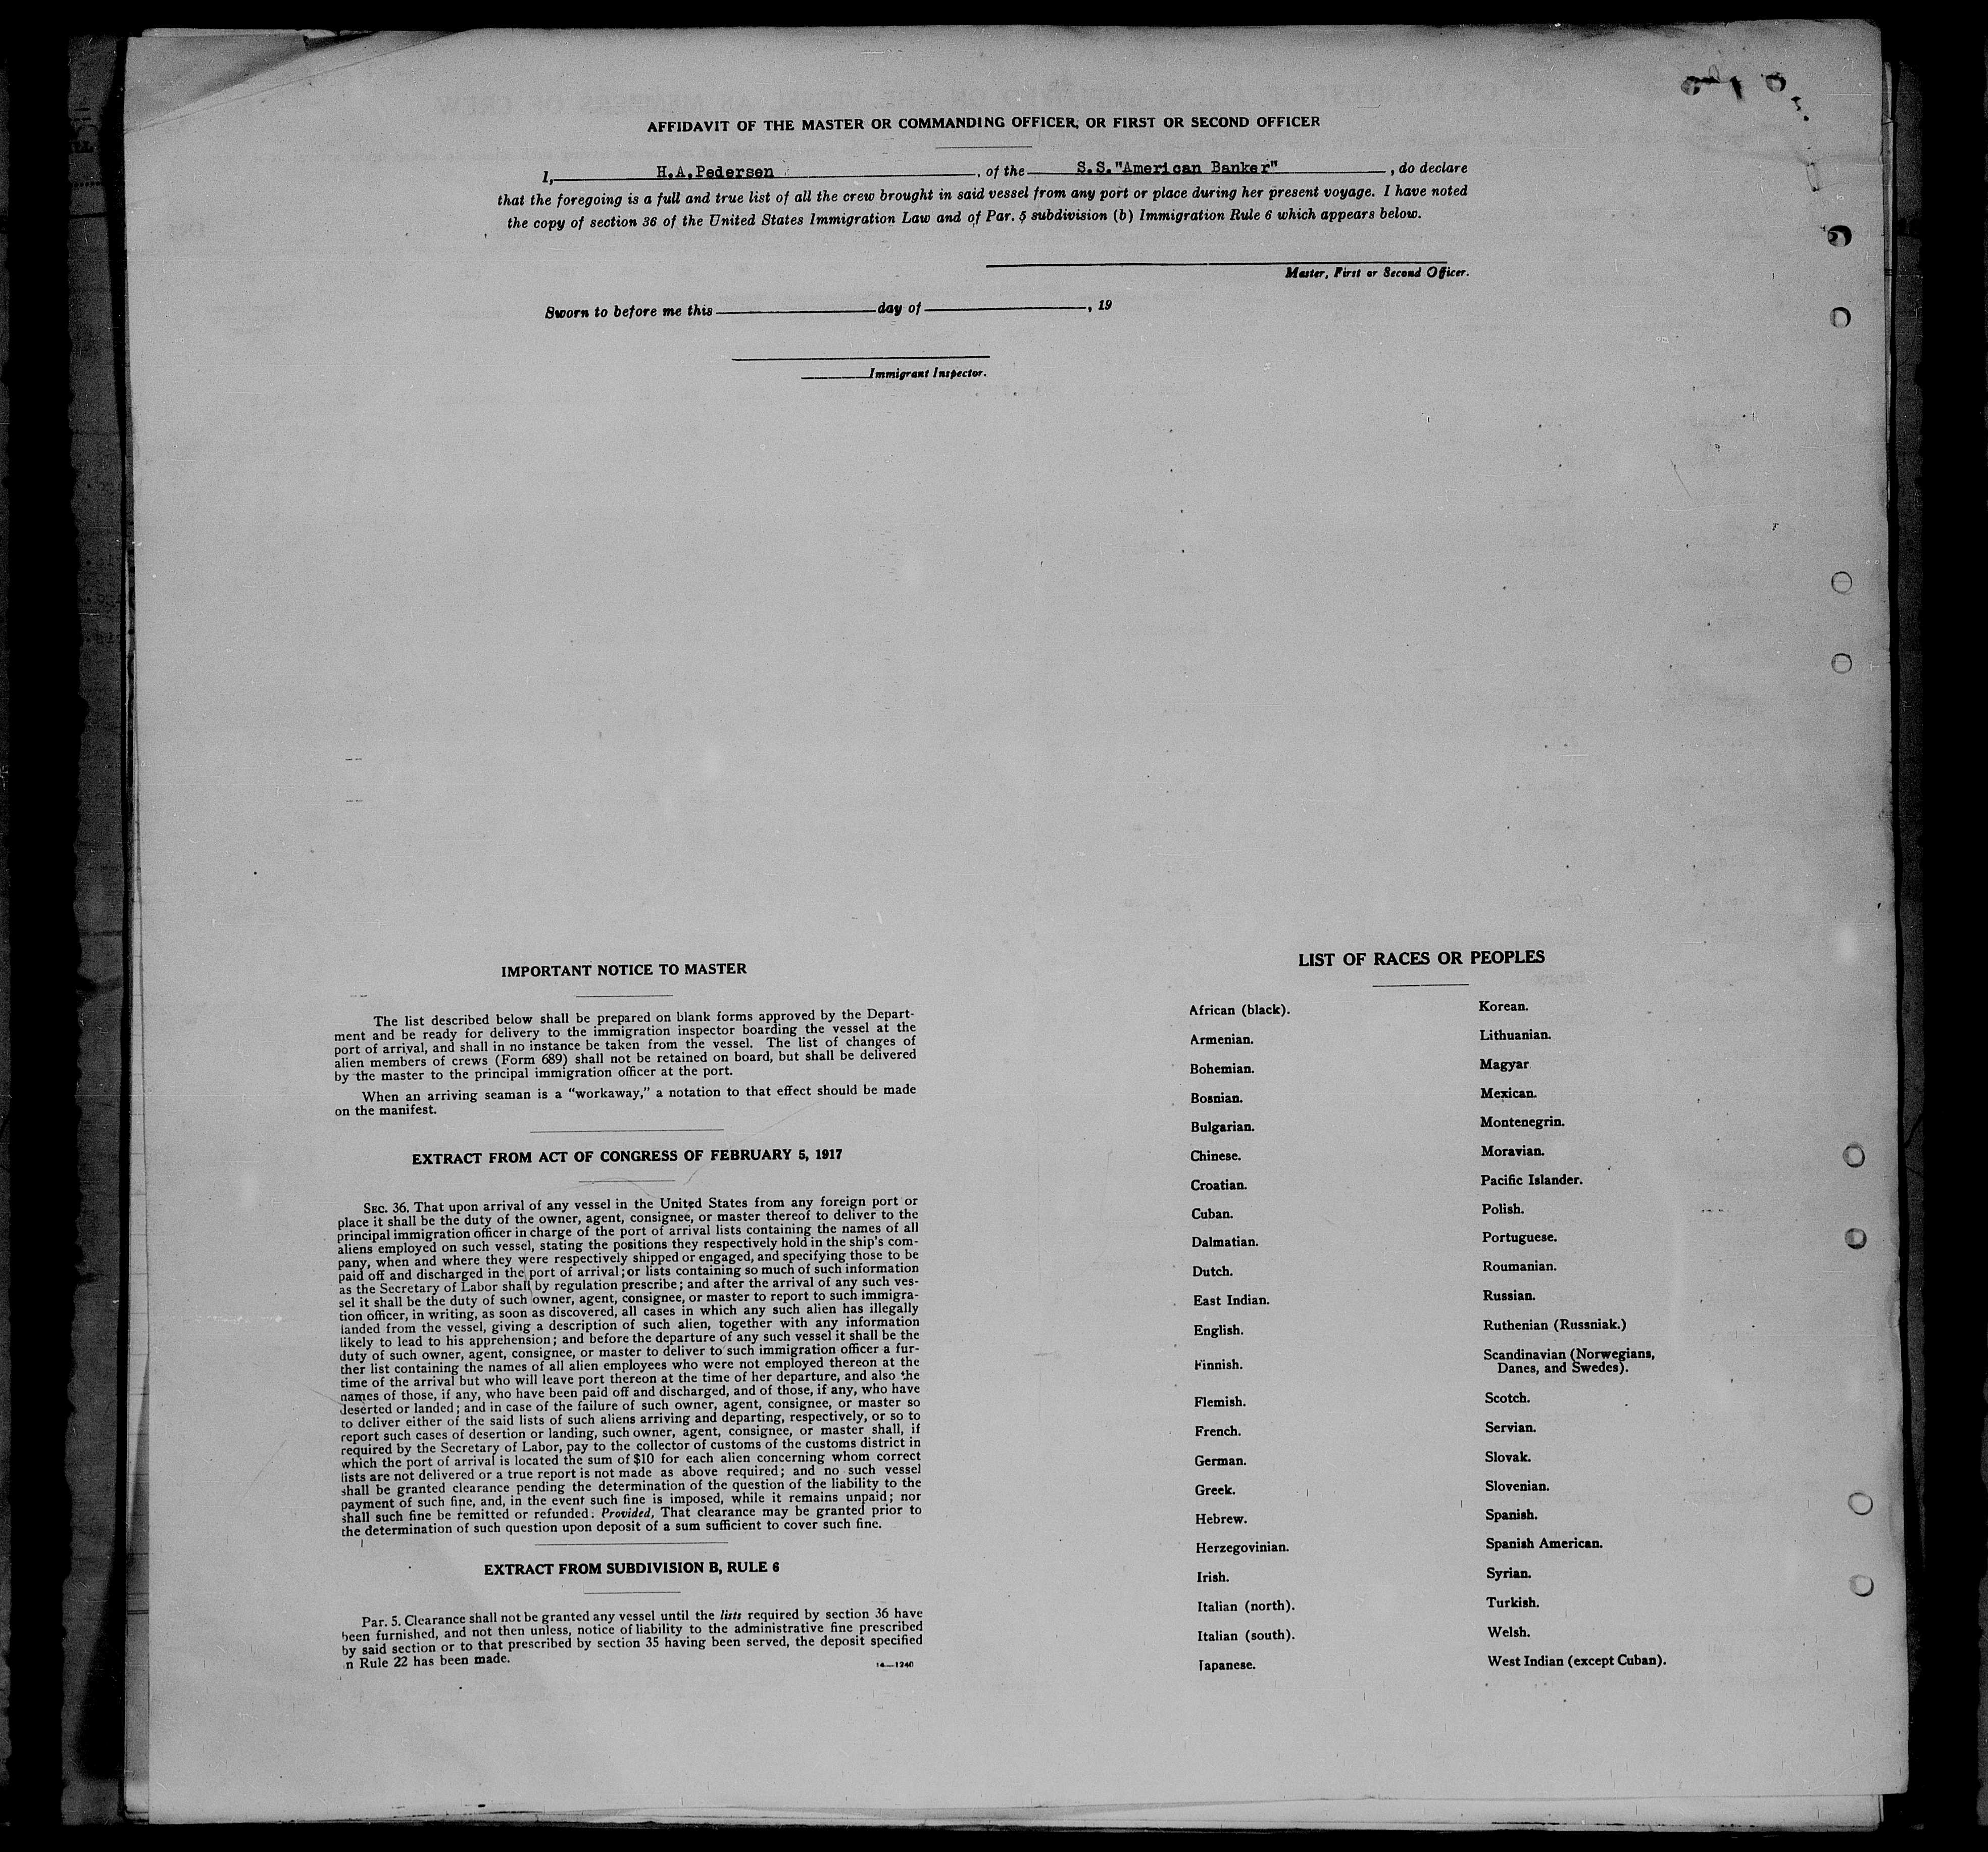 AFFIDAVIT OF THE MASTER OR COMMANDING OFFICER, OR FIRST OR SECOND OFFICER
I, H.A.Pedersen, of the S.S."American Banker", do declare
that the foregoing is a full and true list of all the crew brought in said vessel from any port or place during her present voyage. I have noted
the copy of section 36 of the United States Immigration Law and of Par. 5 subdivision (b) Immigration Rule 6 which appears below.
Master, First or Second Officer.
Sworn to before me this day of , 19
Immigrant Inspector.
IMPORTANT NOTICE TO MASTER
The list described below shall be prepared on blank forms approved by the Depart-
ment and be ready for delivery to the immigration inspector boarding the vessel at the
port of arrival, and shall in no instance be taken from the vessel. The list of changes of
alien members of crews (Form 689) shall not be retained on board, but shall be delivered
by the master to the principal immigration officer at the port.
When an arriving seaman is a "workaway," a notation to that effect should be made
on the manifest.
EXTRACT FROM ACT OF CONGRESS OF FEBRUARY 5, 1917
SEC. 36. That upon arrival of any vessel in the United States from any foreign port or
place it shall be the duty of the owner, agent, consignee, or master thereof to deliver to the
principal immigration officer in charge of the port of arrival lists containing the names of all
aliens employed on such vessel, stating the positions they respectively hold in the ship's com-
pany, when and where they were respectively shipped or engaged, and specifying those to be
paid off and discharged in the port of arrival; or lists containing so much of such information
as the Secretary of Labor shall by regulation prescribe; and after the arrival of any such ves-
sel it shall be the duty of such owner, agent, consignee, or master to report to such immigra-
tion officer, in writing, as soon as discovered, all cases in which any such alien has illegally
landed from the vessel, giving a description of such alien, together with any information
likely to lead to his apprehension; and before the departure of any such vessel it shall be the
duty of such owner, agent, consignee, or master to deliver to such immigration officer a fur-
ther list containing the names of all alien employees who were not employed thereon at the
time of the arrival but who will leave port thereon at the time of her departure, and also the
names of those, if any, who have been paid off and discharged, and of those, if any, who have
deserted or landed; and in case of the failure of such owner, agent, consignee, or master so
to deliver either of the said lists of such aliens arriving and departing, respectively, or so to
report such cases of desertion or landing, such owner, agent, consignee, or master shall, if
required by the Secretary of Labor, pay to the collector of customs of the customs district in
which the port of arrival is located the sum of $10 for each alien concerning whom correct
lists are not delivered or a true report is not made as above required; and no such vessel
shall be granted clearance pending the determination of the question of the liability to the
payment of such fine, and, in the event such fine is imposed, while it remains unpaid; nor
shall such fine be remitted or refunded: Provided, That clearance may be granted prior to
the determination of such question upon deposit of a sum sufficient to cover such fine.
EXTRACT FROM SUBDIVISION B, RULE 6
Par. 5. Clearance shall not be granted any vessel until the lists required by section 36 have
been furnished, and not then unless, notice of liability to the administrative fine prescribed
by said section or to that prescribed by section 35 having been served, the deposit specified
in Rule 22 has been made.
14—1240
LIST OF RACES OR PEOPLES
African (black).
Armenian.
Bohemian.
Bosnian.
Bulgarian.
Chinese.
Croatian.
Cuban.
Dalmatian.
Dutch.
East Indian.
English.
Finnish.
Flemish.
French.
German.
Greek.
Hebrew.
Herzegovinian.
Irish.
Italian (north).
Italian (south).
Japanese.
Korean.
Lithuanian.
Magyar
Mexican.
Montenegrin.
Moravian.
Pacific Islander.
Polish.
Portuguese.
Roumanian.
Russian.
Ruthenian (Russniak.)
Scandinavian (Norwegians,
Danes, and Swedes).
Scotch.
Servian.
Slovak.
Slovenian.
Spanish.
Spanish American.
Syrian.
Turkish.
Welsh.
West Indian (except Cuban).